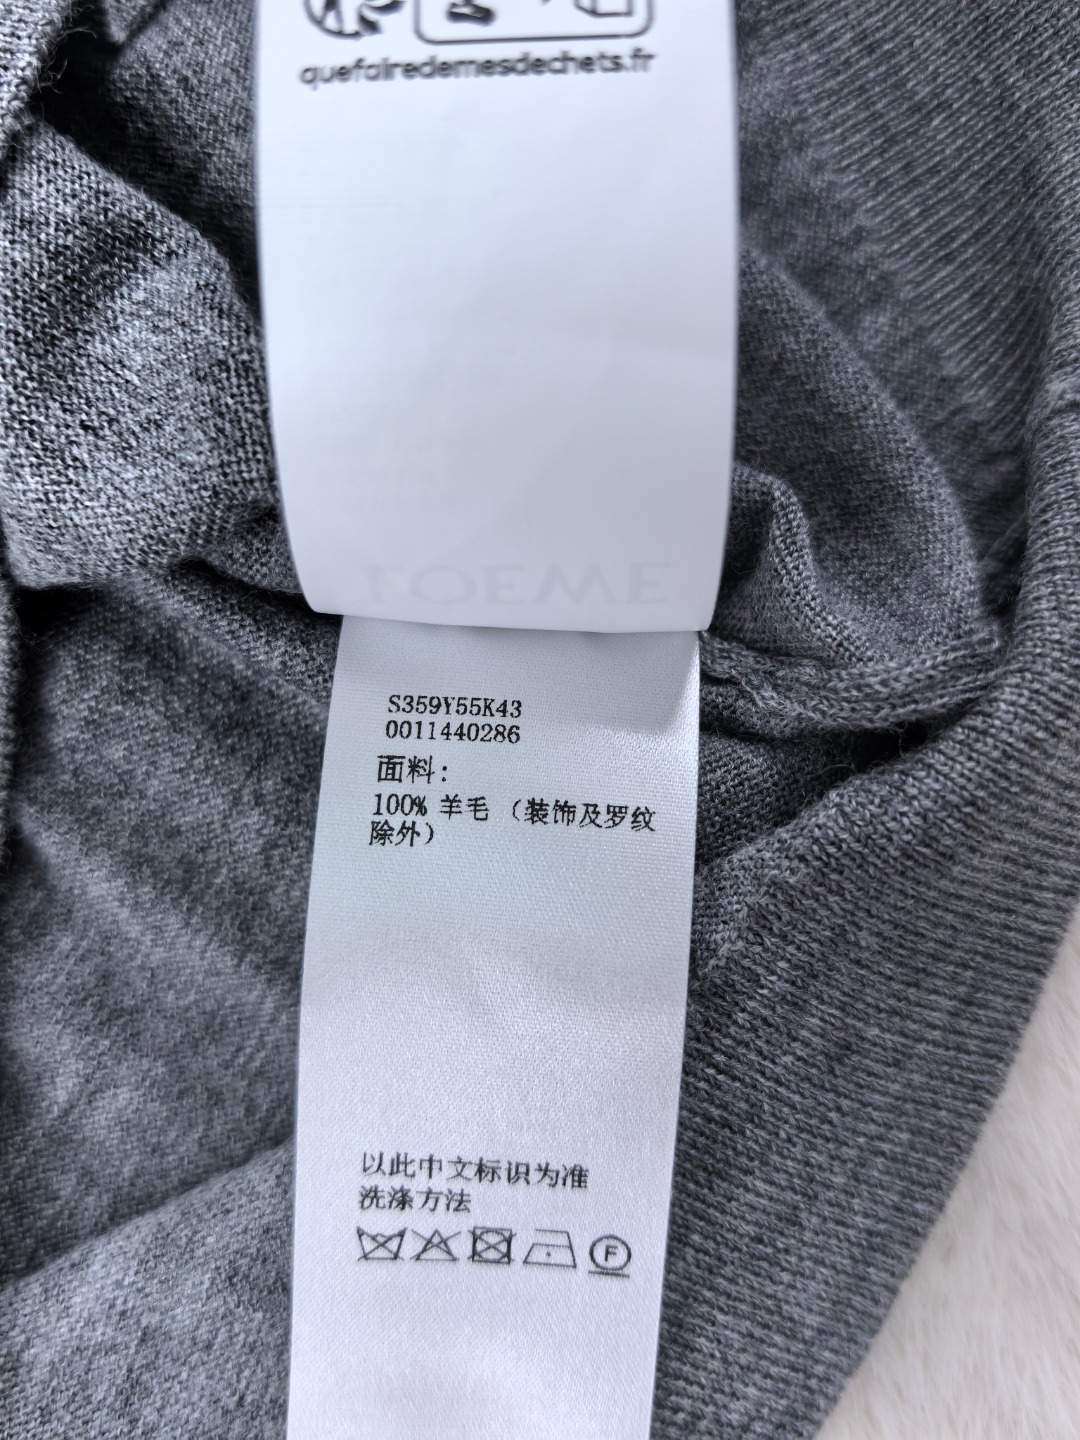 quefairedemesdechets.fr
LOEWE
S359Y55K43
0011440286
面料:
100% 羊毛 (装饰及罗纹
除外)
以此中文标识为准
洗涤方法
F